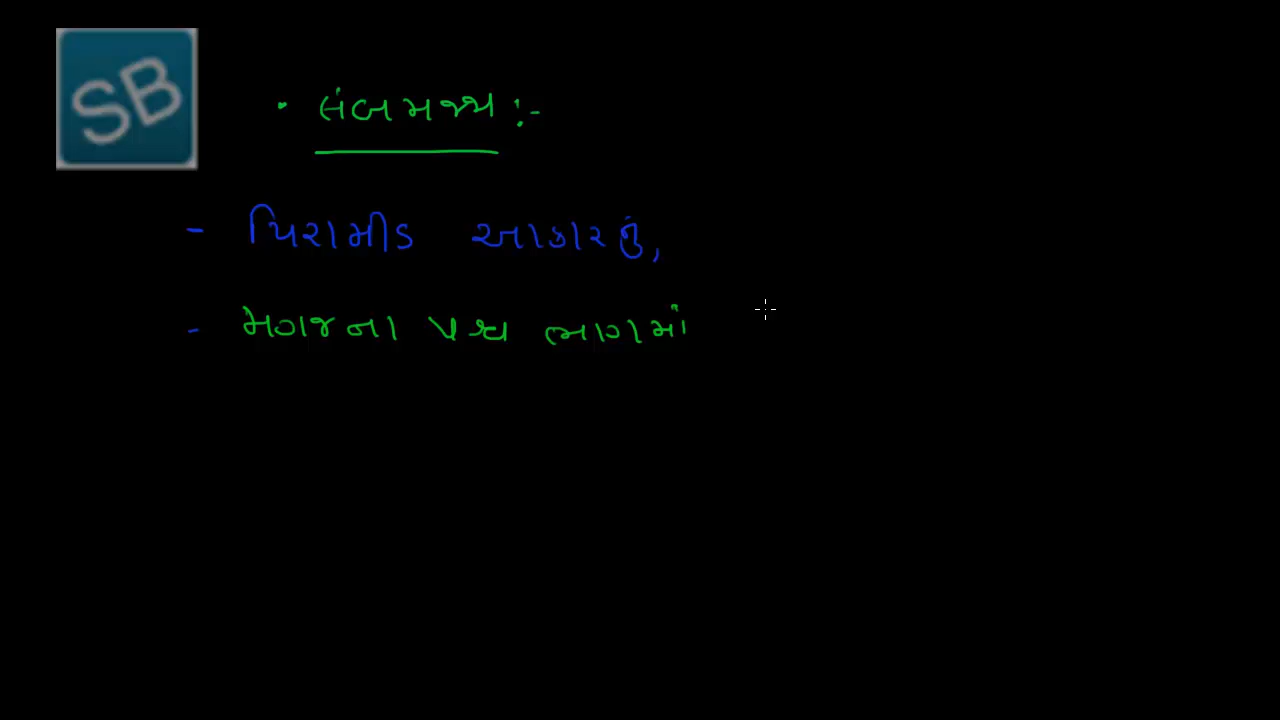 SB
• લંબમજ્જા :-
- પિરામીડ આકારનું,
- મગજના પશ્ચ ભાગમાં